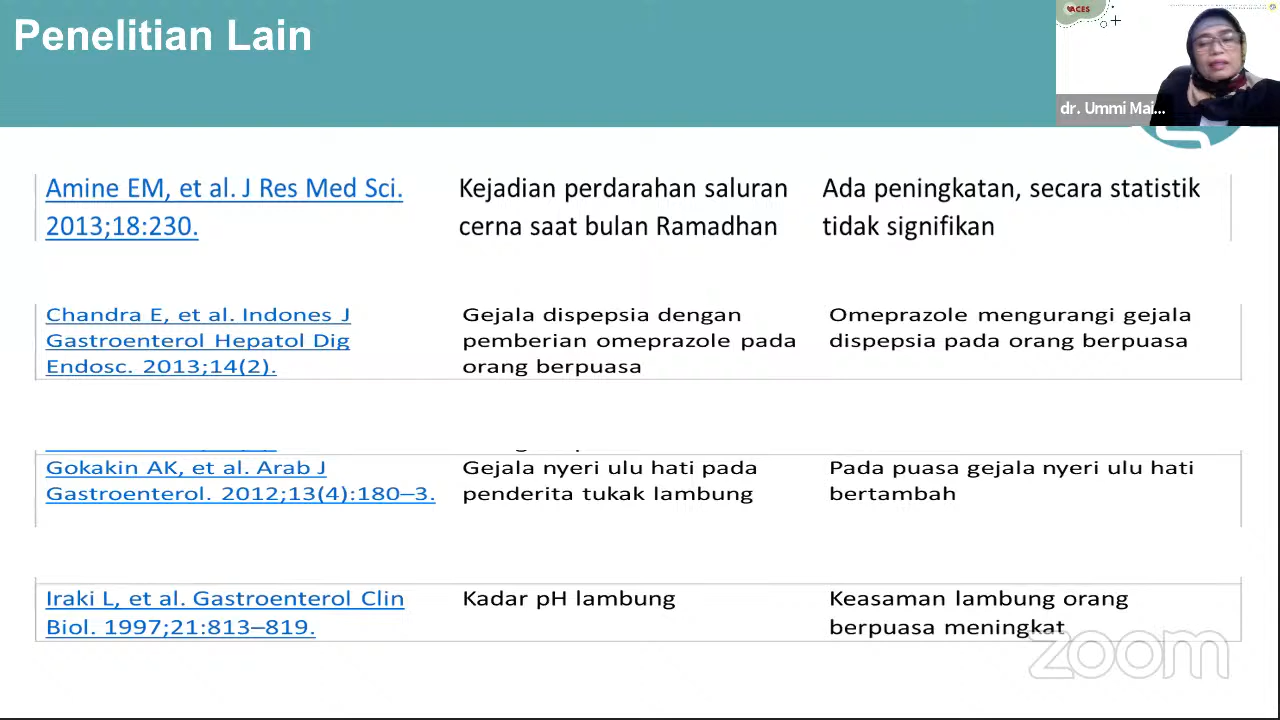 Penelitian Lain
ACES
dr. Ummi Mai...
Amine EM, et al. J Res Med Sci.
2013;18:230.
Kejadian perdarahan saluran
cerna saat bulan Ramadhan
Ada peningkatan, secara statistik
tidak signifikan
Chandra E, et al. Indones J
Gastroenterol Hepatol Dig
Endosc. 2013;14(2).
Gejala dispepsia dengan
pemberian omeprazole pada
orang berpuasa
Omeprazole mengurangi gejala
dispepsia pada orang berpuasa
Gokakin AK, et al. Arab J
Gastroenterol. 2012;13(4):180–3.
Gejala nyeri ulu hati pada
penderita tukak lambung
Pada puasa gejala nyeri ulu hati
bertambah
Iraki L, et al. Gastroenterol Clin
Biol. 1997;21:813–819.
Kadar pH lambung
Keasaman lambung orang
berpuasa meningkat
zoom